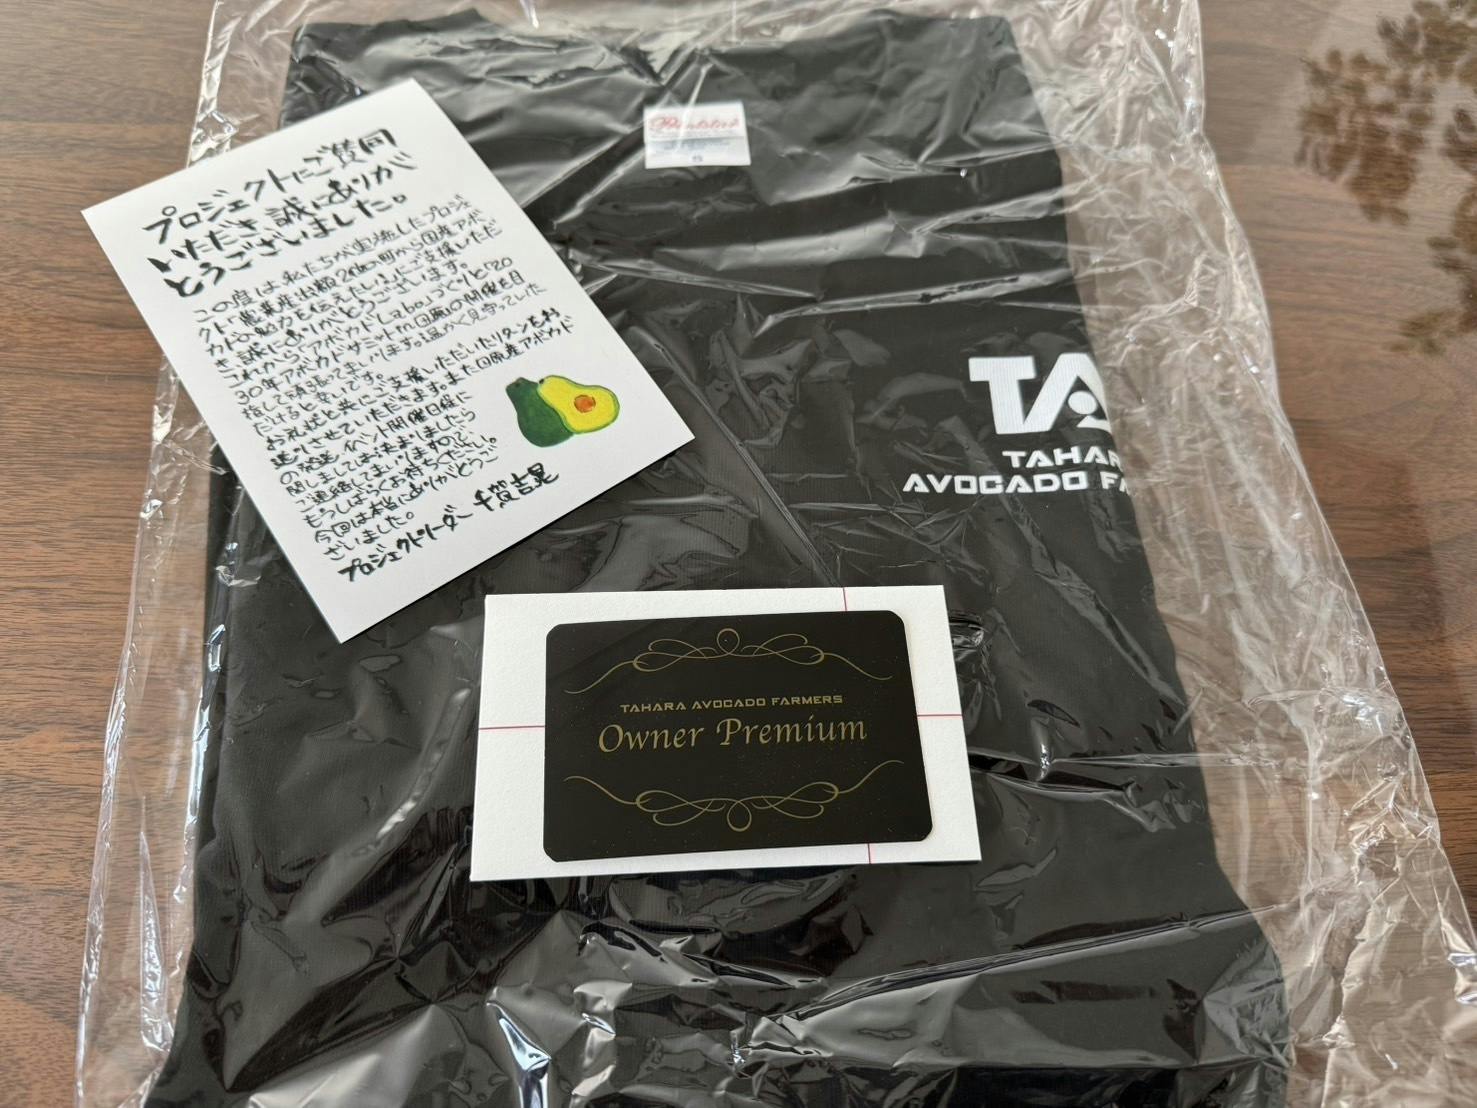 プロジェクトにご賛同
いただき誠にありが
とうございました。
この度は私たちが実施したプロジェ
クト、農業産出額2位の町から国産アボ
カドの魅力を伝えたい!にご支援いただ
き誠にありがとうございます。
これから「アボカドLabo」づくりと20
30年アボカドサミットin田原の開催を目
指して頑張ってまいります。温かく見守ってい
だけると幸いです。
お礼状と共にご支援いただいたリターンをお
送りさせていただきます。また国産アボカド
の発送、イベント開催日程に
関しましては決まりましたら
ご連絡してまいりますので
もうしばらくお待ちください。
今回は本当にありがとうご
ざいました。
プロジェクトリーダー 千賀吉晃
Printstar
S
TA
TAHAR
AVOCADO FA
TAHARA AVOCADO FARMERS
Owner Premium